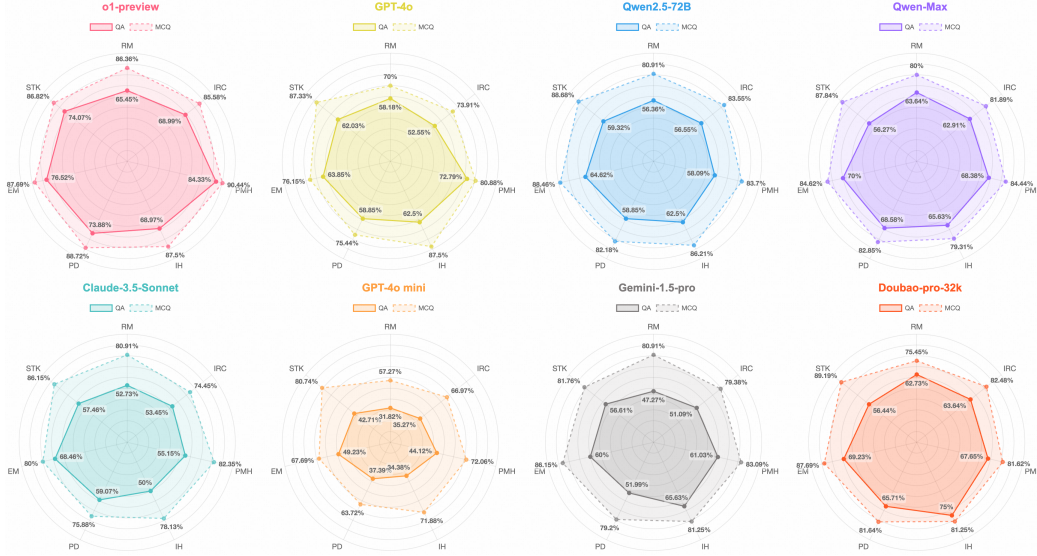 o1-preview
QA MCQ
RM
86.38%
IRC
85.58%
STK
86.82%
65.45%
74.07%
68.99%
76.52%
84.33%
87.69%
EM
90.44%
PMH
73.88%
68.97%
88.72%
PD
87.5%
IH
GPT-4o
QA MCQ
RM
70%
IRC
73.91%
STK
87.33%
58.18%
62.03%
52.55%
63.85%
72.79%
76.15%
EM
80.88%
PMH
58.85%
62.5%
75.44%
PD
87.5%
IH
Qwen2.5-72B
QA MCQ
RM
80.91%
IRC
83.55%
STK
88.68%
56.36%
59.32%
56.55%
64.62%
58.09%
88.46%
EM
83.7%
PMH
58.85%
62.5%
82.18%
PD
86.21%
IH
Qwen-Max
QA MCQ
RM
80%
IRC
81.89%
STK
87.84%
63.64%
56.27%
62.91%
70%
68.38%
84.62%
EM
84.44%
PMH
68.58%
65.63%
82.85%
PD
79.31%
IH
Claude-3.5-Sonnet
QA MCQ
RM
80.91%
IRC
74.45%
STK
86.15%
52.73%
57.46%
53.45%
68.46%
55.15%
80%
EM
82.35%
PMH
59.07%
50%
75.88%
PD
78.13%
IH
GPT-4o mini
QA MCQ
RM
57.27%
IRC
66.97%
STK
80.74%
31.82%
42.71%
35.27%
49.23%
44.12%
67.69%
EM
72.06%
PMH
37.39%
34.38%
63.72%
PD
71.88%
IH
Gemini-1.5-pro
QA MCQ
RM
80.91%
IRC
79.38%
STK
81.76%
47.27%
56.61%
51.09%
60%
61.03%
86.15%
EM
83.09%
PMH
51.99%
65.63%
79.2%
PD
81.25%
IH
Doubao-pro-32k
QA MCQ
RM
75.45%
IRC
82.48%
STK
89.19%
62.73%
56.44%
63.64%
69.23%
67.65%
87.69%
EM
81.62%
PM
65.71%
75%
81.64%
PD
81.25%
IH